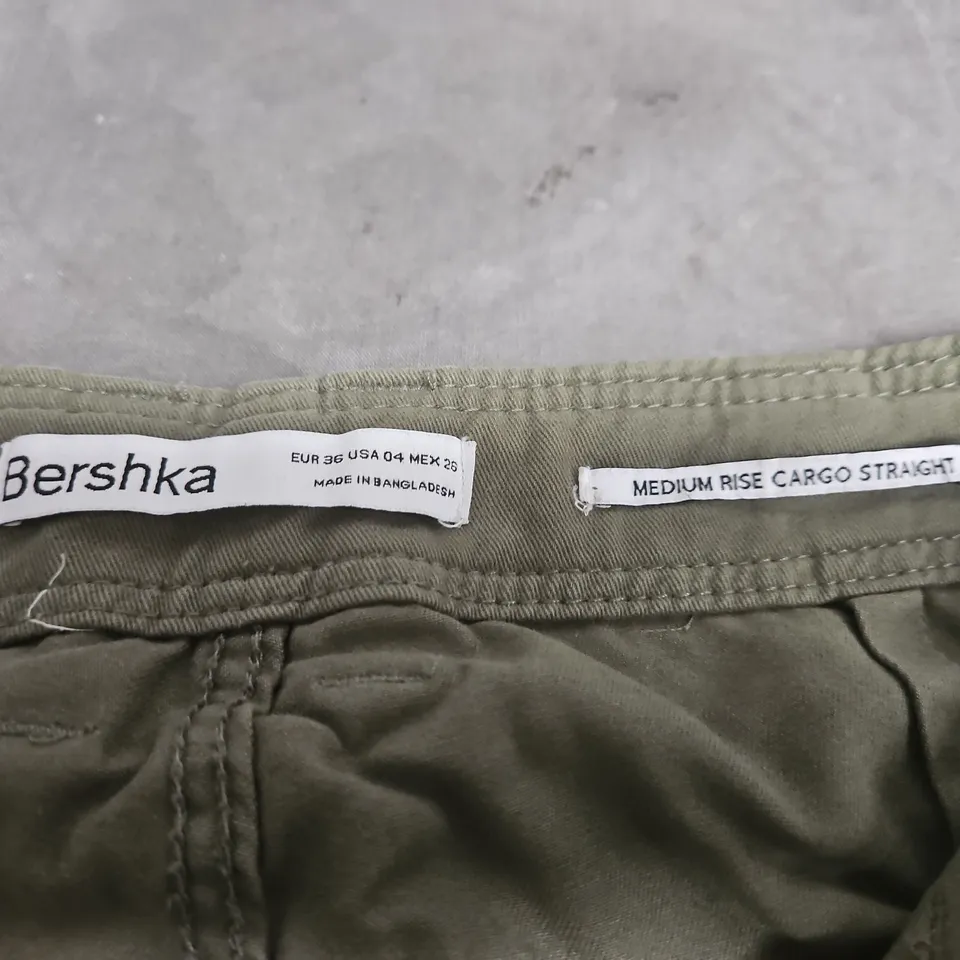 Bershka
EUR 36 USA 04 MEX 26
MADE IN BANGLADESH
MEDIUM RISE CARGO STRAIGHT